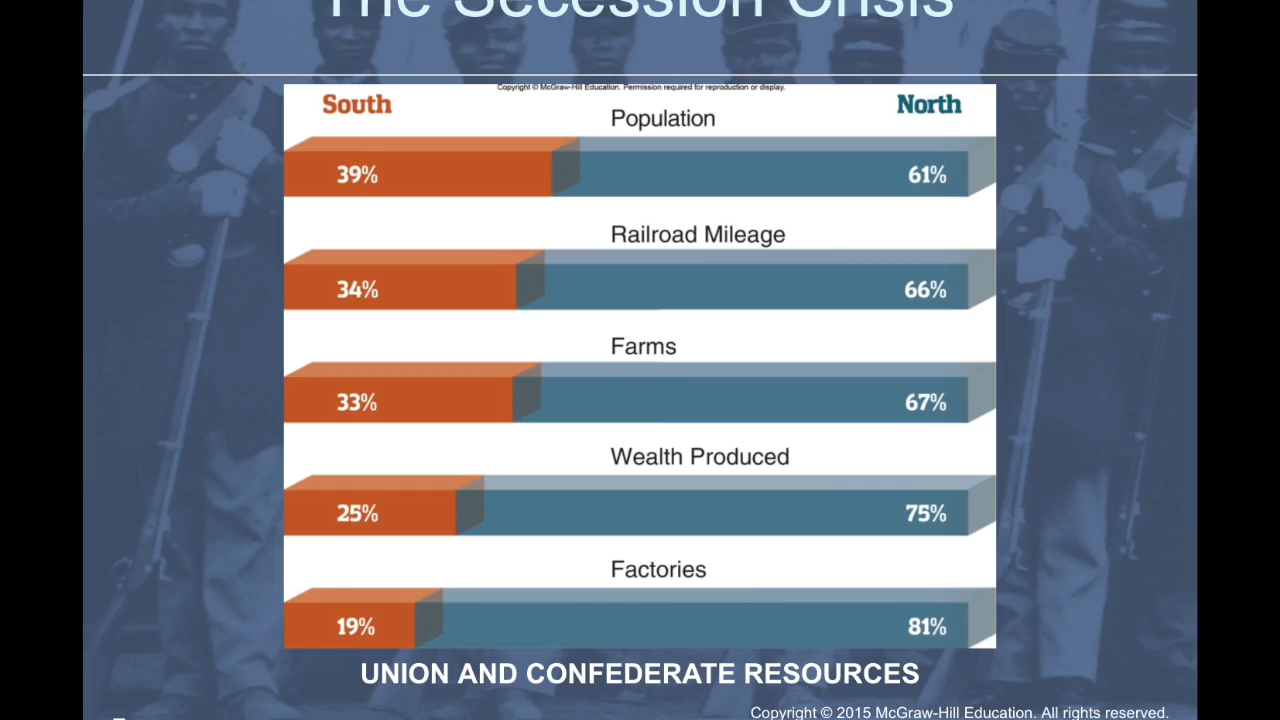 The Secession Crisis
Copyright © McGraw-Hill Education. Permission required for reproduction or display.
South
North
Population
39%
61%
Railroad Mileage
34%
66%
Farms
33%
67%
Wealth Produced
25%
75%
Factories
19%
81%
UNION AND CONFEDERATE RESOURCES
Copyright © 2015 McGraw-Hill Education. All rights reserved.